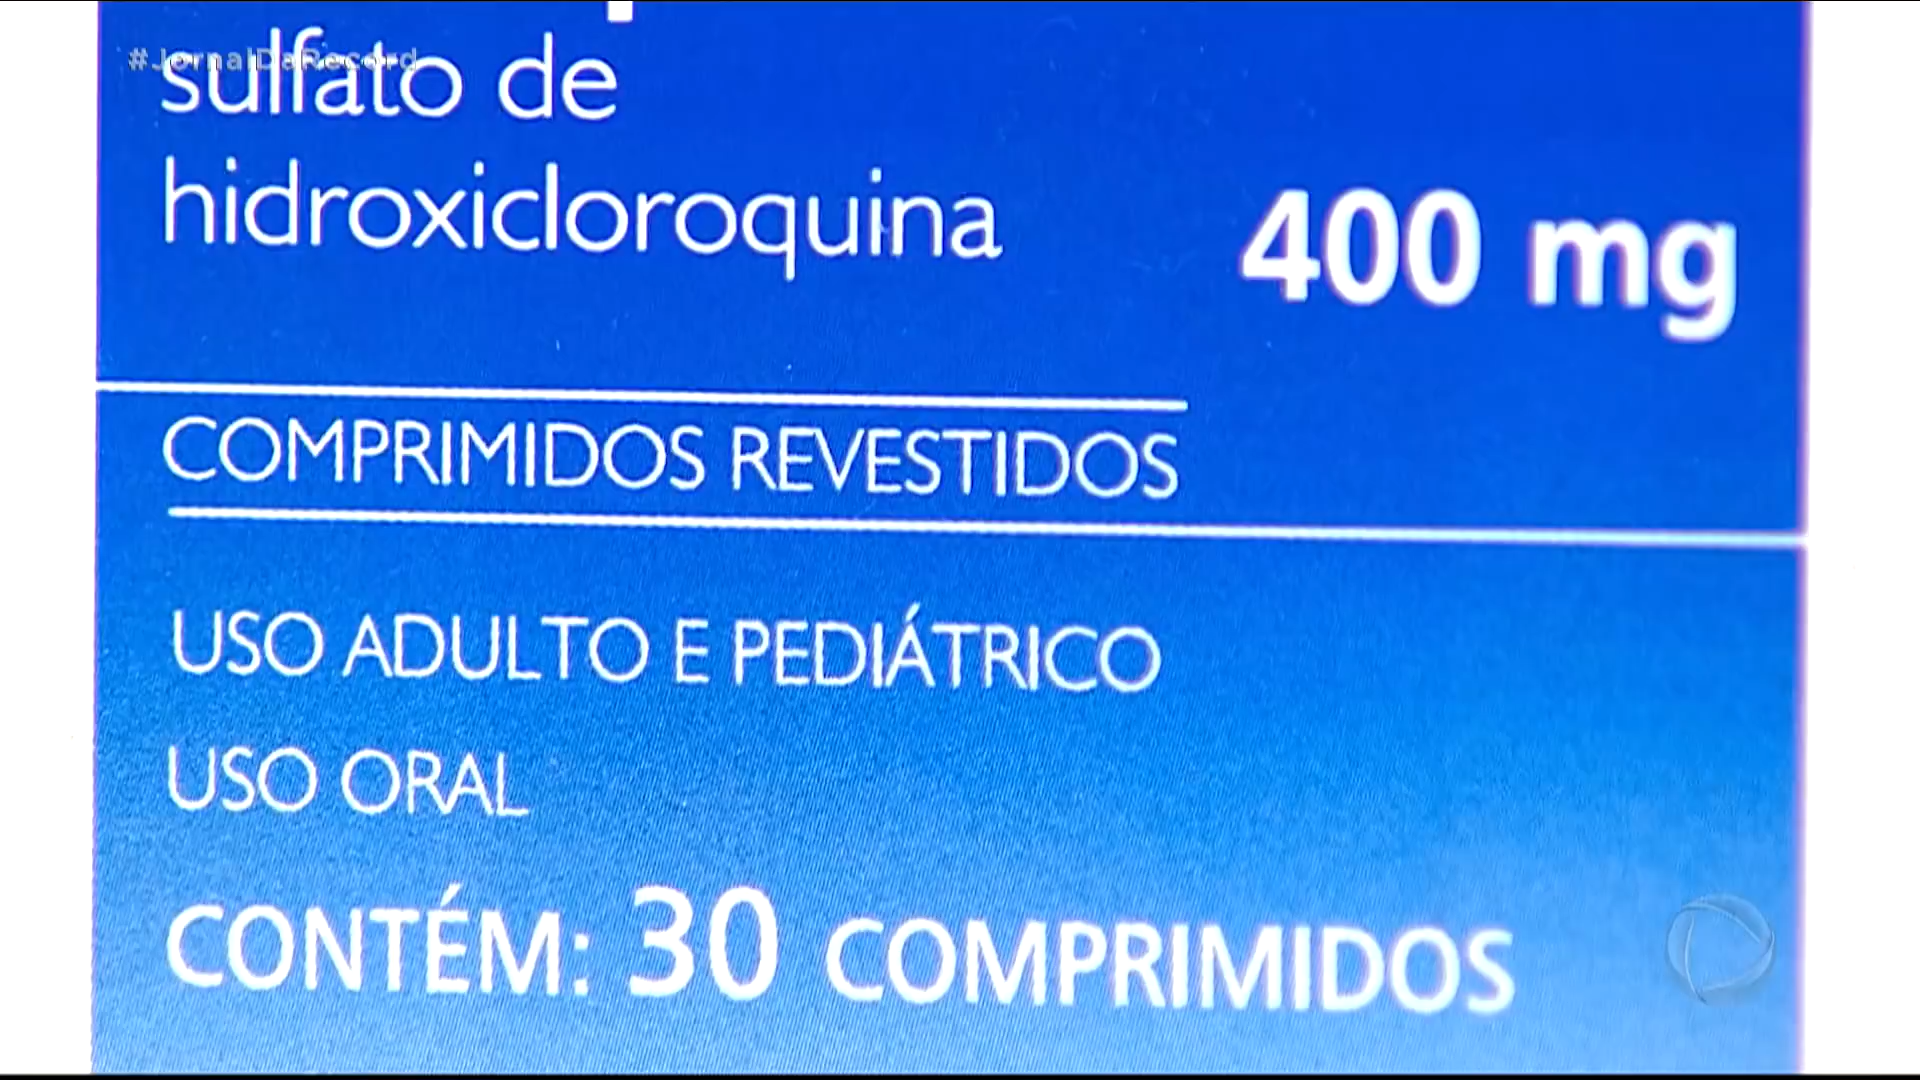 #JornalDaRecord
sulfato de
hidroxicloroquina
400 mg
COMPRIMIDOS REVESTIDOS
USO ADULTO E PEDIÁTRICO
USO ORAL
CONTÉM: 30 COMPRIMIDOS